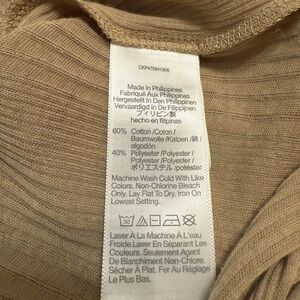 Made In Philippines
Fabriqué Aux Philippines
Hergestellt In Den Philippinen
Vervaardigd In De Filippijnen
フィリピン製
hecho en filipinas
60% Cotton /Coton /
Baumwolle /Katoen /綿 /
algodón
40% Polyester /Polyester /
Polyester /Polyester /
ポリエステル /poliéster
Machine Wash Cold With Like
Colors. Non-Chlorine Bleach
Only. Lay Flat To Dry. Iron On
Lowest Setting.
Laver À La Machine À L'eau
Froide.Laver En Séparant Les
Couleurs. Seulement Agent
De Blanchiment Non-Chlore.
Sécher À Plat. Fer Au Réglage
Le Plus Bas.